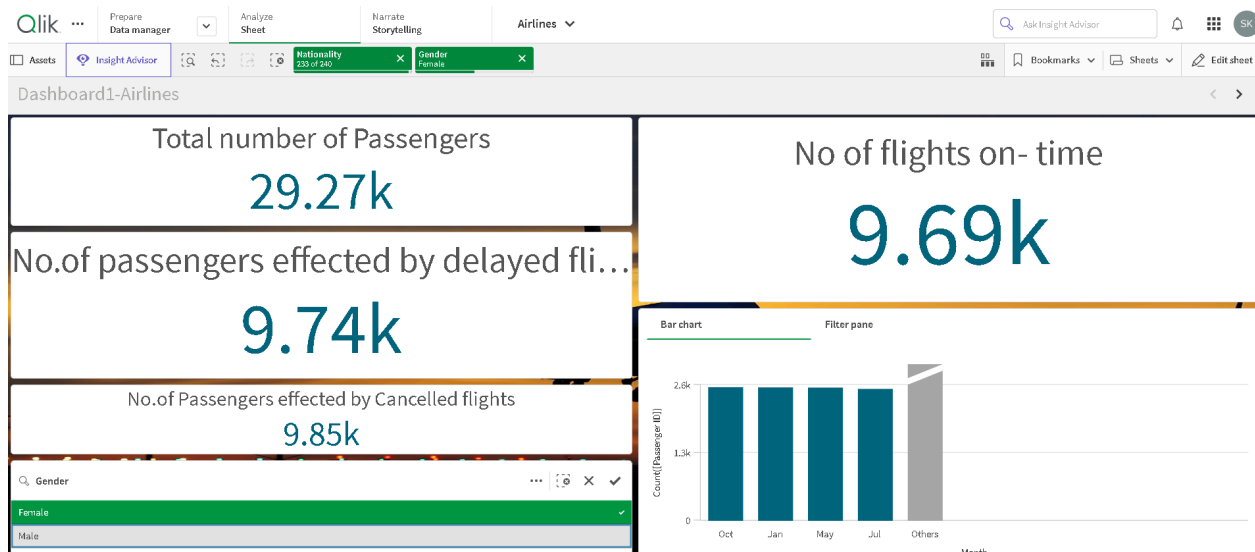 Qlik
Prepare
Data manager
Analyze
Sheet
Narrate
Storytelling
Airlines
Ask Insight Advisor
SK
Assets
Insight Advisor
Nationality
233 of 240
Gender
Female
Bookmarks
Sheets
Edit sheet
Dashboard1-Airlines
Total number of Passengers
29.27k
No of flights on- time
9.69k
No.of passengers effected by delayed fli...
9.74k
No.of Passengers effected by Cancelled flights
9.85k
Bar chart
Filter pane
Count([Passenger ID])
2.6k
1.3k
0
Oct
Jan
May
Jul
Others
Month
Gender
Female
Male